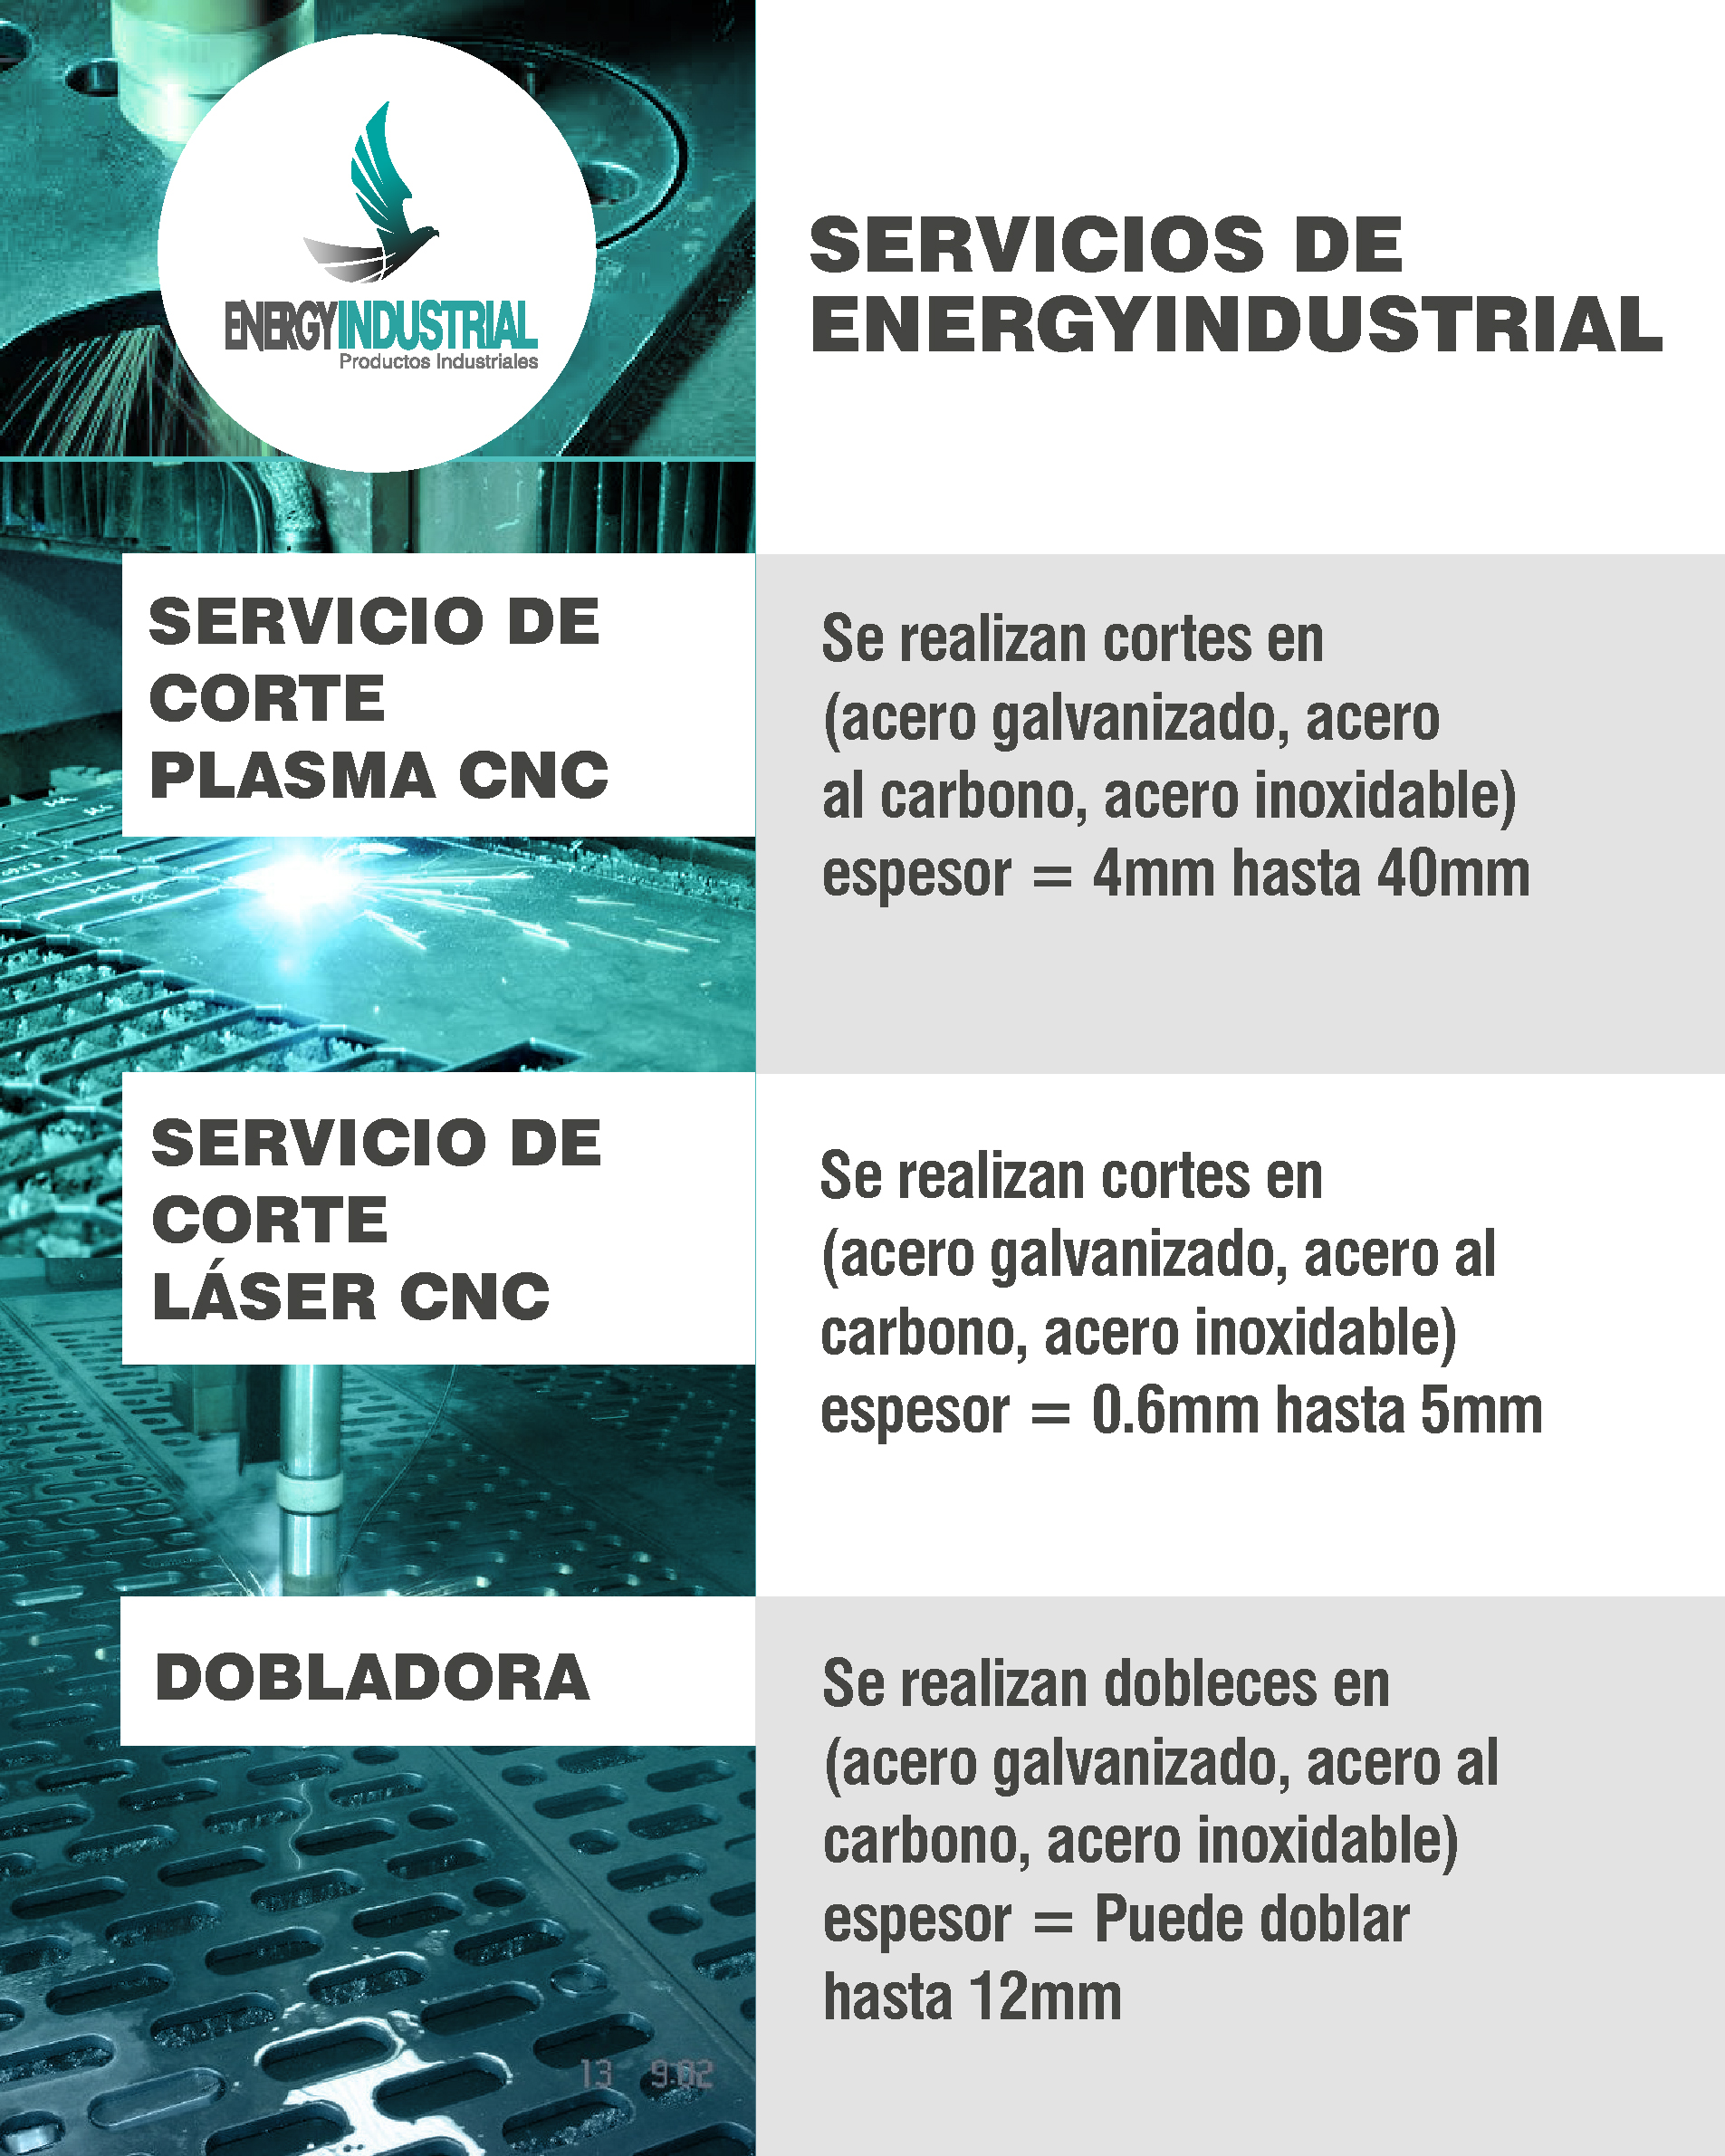 ENERGYINDUSTRIAL
Productos Industriales
SERVICIOS DE
ENERGYINDUSTRIAL
SERVICIO DE
CORTE
PLASMA CNC
Se realizan cortes en
(acero galvanizado, acero
al carbono, acero inoxidable)
espesor = 4mm hasta 40mm
SERVICIO DE
CORTE
LÁSER CNC
Se realizan cortes en
(acero galvanizado, acero al
carbono, acero inoxidable)
espesor = 0.6mm hasta 5mm
DOBLADORA
Se realizan dobleces en
(acero galvanizado, acero al
carbono, acero inoxidable)
espesor = Puede doblar
hasta 12mm
13 9:02